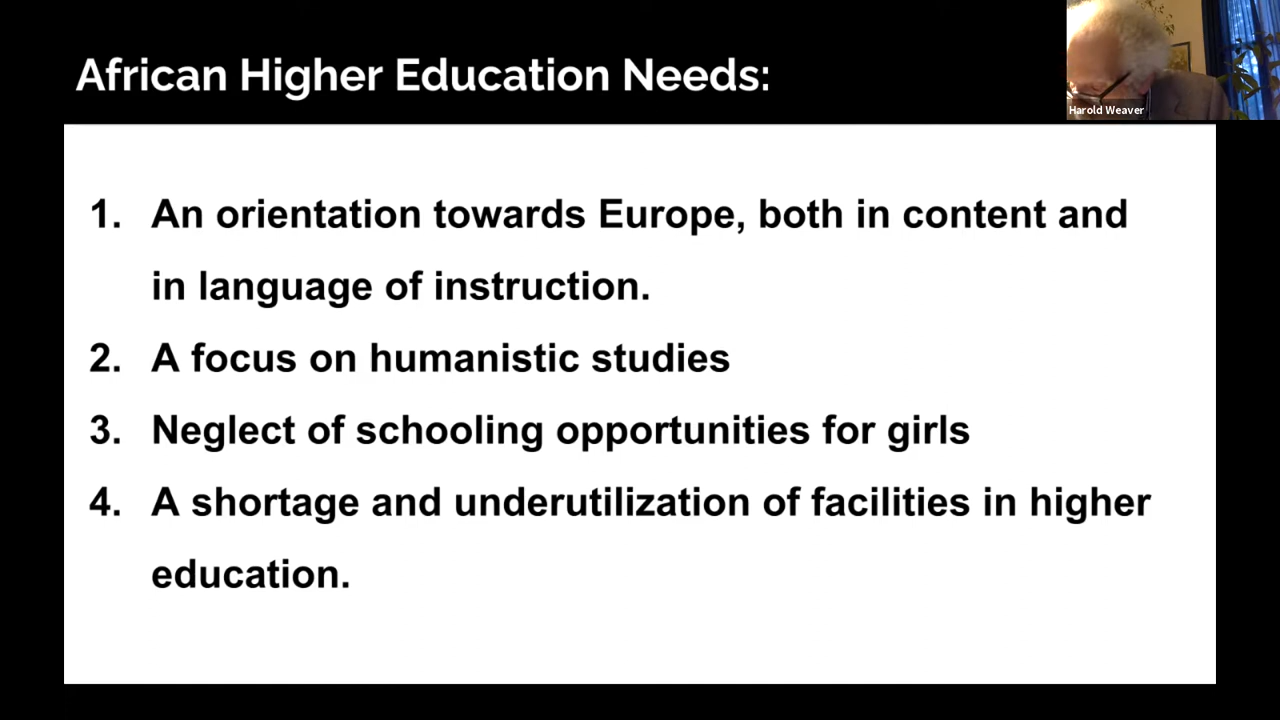 African Higher Education Needs:
Harold Weaver
1. An orientation towards Europe, both in content and
in language of instruction.
2. A focus on humanistic studies
3. Neglect of schooling opportunities for girls
4. A shortage and underutilization of facilities in higher
education.